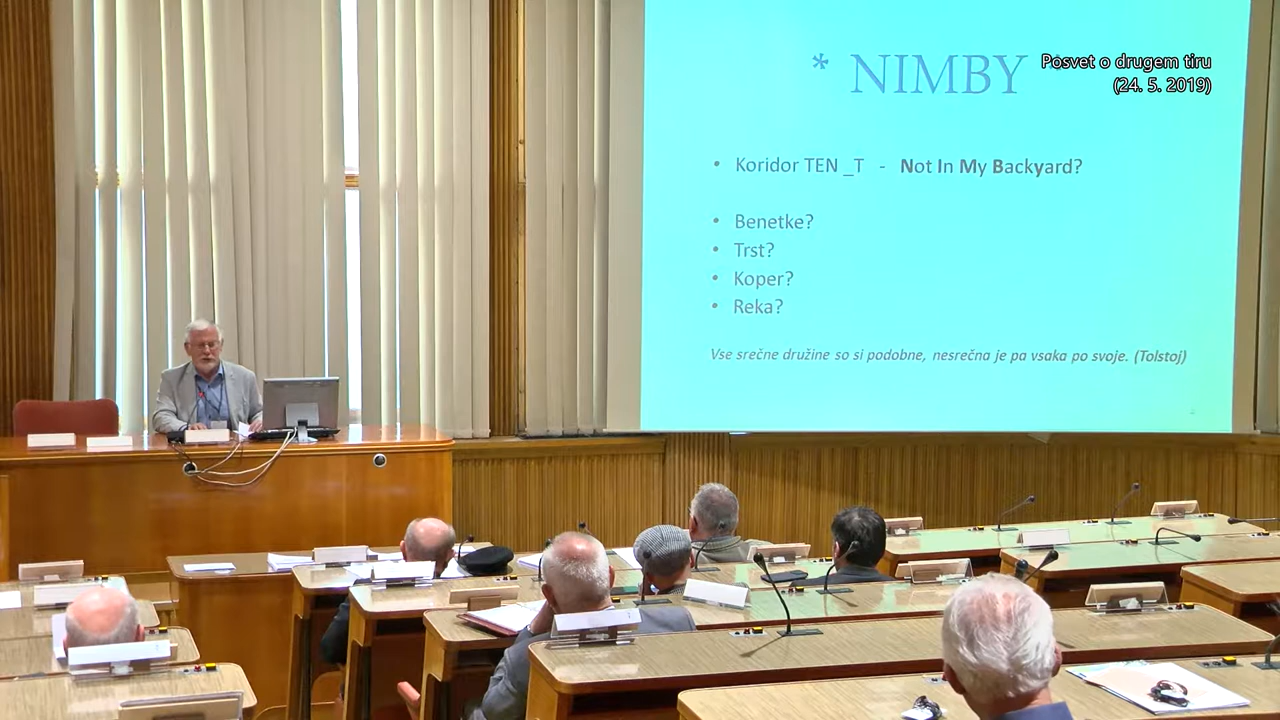 * NIMBY
Posvet o drugem tiru
(24. 5. 2019)
• Koridor TEN _T - Not In My Backyard?
• Benetke?
• Trst?
• Koper?
• Reka?
Vse srečne družine so si podobne, nesrečna je pa vsaka po svoje. (Tolstoj)